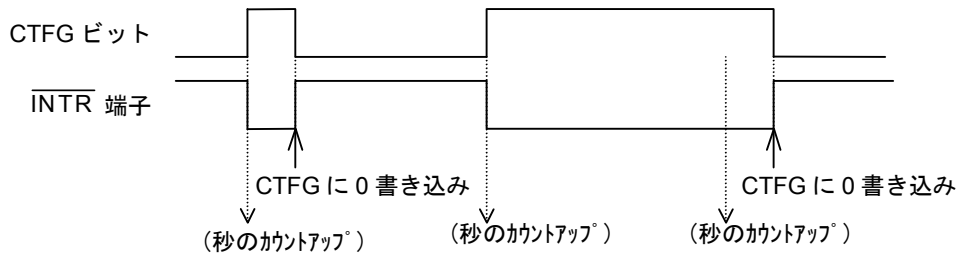 CTFG ビット
INTR 端子
CTFG に 0 書き込み
CTFG に 0 書き込み
(秒のｶｳﾝﾄｱｯﾌﾟ)
(秒のｶｳﾝﾄｱｯﾌﾟ)
(秒のｶｳﾝﾄｱｯﾌﾟ)